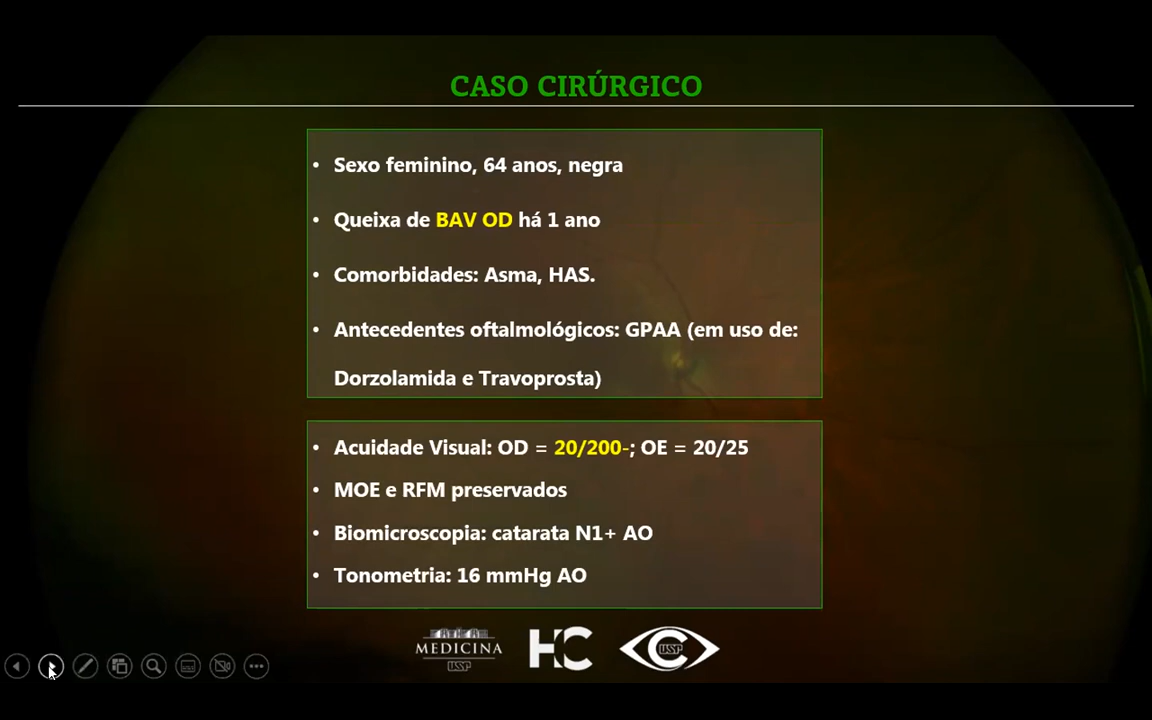 CASO CIRÚRGICO
• Sexo feminino, 64 anos, negra
• Queixa de BAV OD há 1 ano
• Comorbidades: Asma, HAS.
• Antecedentes oftalmológicos: GPAA (em uso de:
Dorzolamida e Travoprosta)
• Acuidade Visual: OD = 20/200-; OE = 20/25
• MOE e RFM preservados
• Biomicroscopia: catarata N1+ AO
• Tonometria: 16 mmHg AO
MEDICINA
USP
HC
USP